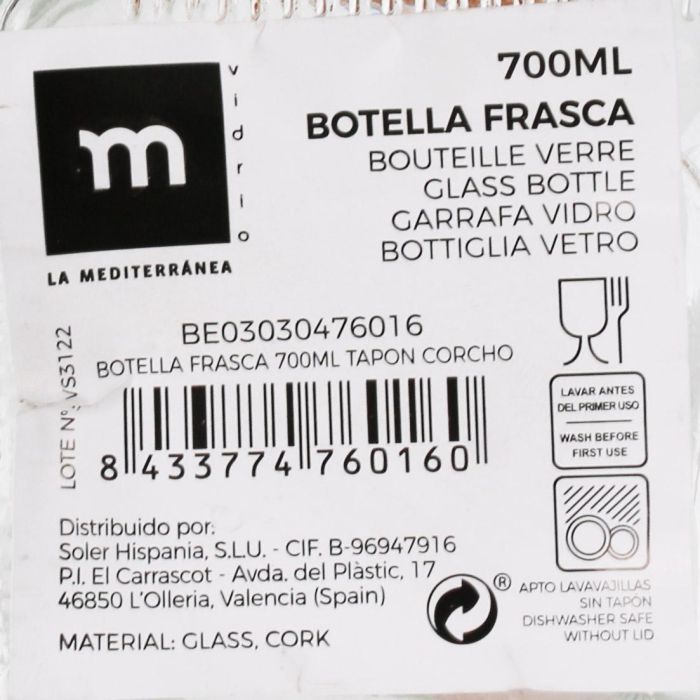 700ML
BOTELLA FRASCA
BOUTEILLE VERRE
GLASS BOTTLE
GARRAFA VIDRO
BOTTIGLIA VETRO
m
vidrio
LA MEDITERRÁNEA
BE03030476016
BOTELLA FRASCA 700ML TAPON CORCHO
LOTE Nº: VS3122
8 433774 760160
LAVAR ANTES
DEL PRIMER USO
WASH BEFORE
FIRST USE
Distribuido por:
Soler Hispania, S.L.U. - CIF. B-96947916
P.I. El Carrascot - Avda. del Plàstic, 17
46850 L'Olleria, Valencia (Spain)
MATERIAL: GLASS, CORK
®
APTO LAVAVAJILLAS
SIN TAPÓN
DISHWASHER SAFE
WITHOUT LID